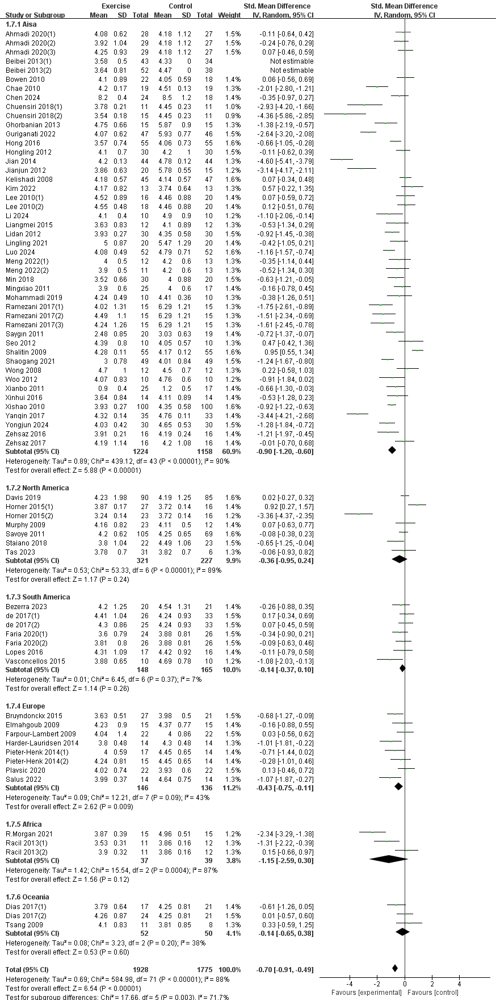 Exercise Control Std. Mean Difference Std. Mean Difference
Study or Subgroup Mean SD Total Mean SD Total Weight IV, Random, 95% CI IV, Random, 95% CI
1.7.1 Aisa
Ahmadi 2020(1) 4.08 0.62 28 4.18 1.12 27 1.5% -0.11 [-0.64, 0.42]
Ahmadi 2020(2) 3.92 1.04 29 4.18 1.12 27 1.5% -0.24 [-0.76, 0.29]
Ahmadi 2020(3) 4.25 0.93 29 4.18 1.12 27 1.5% 0.07 [-0.46, 0.59]
Beibei 2013(1) 3.58 0.5 43 4.33 0 34 Not estimable
Beibei 2013(2) 3.64 0.81 52 4.47 0 38 Not estimable
Bowen 2010 4.1 0.89 22 4.05 0.59 18 1.4% 0.06 [-0.56, 0.69]
Chae 2010 4.2 0.17 19 4.51 0.13 19 1.3% -2.01 [-2.80, -1.21]
Chen 2024 8.2 0.4 24 8.5 1.2 18 1.4% -0.35 [-0.97, 0.27]
Chuensiri 2018(1) 3.78 0.21 11 4.45 0.23 11 1.0% -2.93 [-4.20, -1.66]
Chuensiri 2018(2) 3.54 0.18 15 4.45 0.23 11 0.9% -4.36 [-5.86, -2.85]
Ghorbanian 2013 4.75 0.66 15 5.87 0.9 15 1.3% -1.38 [-2.19, -0.57]
Guriganati 2022 4.07 0.62 47 5.93 0.77 46 1.4% -2.64 [-3.20, -2.08]
Hong 2016 3.57 0.74 55 4.06 0.73 55 1.5% -0.66 [-1.05, -0.28]
Hongling 2012 4.1 0.7 30 4.2 1 30 1.5% -0.11 [-0.62, 0.39]
Jian 2014 4.2 0.13 44 4.78 0.12 44 1.3% -4.60 [-5.41, -3.79]
Jianjun 2012 3.86 0.63 20 5.78 0.55 15 1.2% -3.14 [-4.17, -2.11]
Kelishadi 2008 4.18 0.57 45 4.14 0.57 47 1.5% 0.07 [-0.34, 0.48]
Kim 2022 4.17 0.82 13 3.74 0.64 13 1.3% 0.57 [-0.22, 1.35]
Lee 2010(1) 4.52 0.89 16 4.46 0.88 20 1.4% 0.07 [-0.59, 0.72]
Lee 2010(2) 4.55 0.48 18 4.46 0.88 20 1.4% 0.12 [-0.51, 0.76]
Li 2024 4.1 0.4 10 4.9 0.9 10 1.2% -1.10 [-2.06, -0.14]
Liangmei 2015 3.63 0.83 12 4.1 0.89 12 1.3% -0.53 [-1.34, 0.29]
Lidan 2012 3.93 0.27 30 4.35 0.58 30 1.5% -0.92 [-1.45, -0.38]
Lingling 2021 5 0.87 20 5.47 1.29 20 1.4% -0.42 [-1.05, 0.21]
Luo 2024 4.08 0.49 52 4.79 0.71 52 1.5% -1.16 [-1.57, -0.74]
Meng 2022(1) 4 0.5 12 4.2 0.6 13 1.3% -0.35 [-1.14, 0.44]
Meng 2022(2) 3.9 0.5 11 4.2 0.6 13 1.3% -0.52 [-1.34, 0.30]
Min 2018 3.52 0.66 30 4 0.88 20 1.4% -0.63 [-1.21, -0.05]
Mingxiao 2011 3.9 0.6 25 4 0.6 17 1.4% -0.16 [-0.78, 0.45]
Mohammadi 2019 4.24 0.49 10 4.41 0.36 10 1.3% -0.38 [-1.26, 0.51]
Ramezani 2017(1) 4.02 1.31 15 6.29 1.21 15 1.3% -1.75 [-2.61, -0.89]
Ramezani 2017(2) 4.49 1.1 15 6.29 1.21 15 1.3% -1.51 [-2.34, -0.69]
Ramezani 2017(3) 4.24 1.26 15 6.29 1.21 15 1.3% -1.61 [-2.45, -0.78]
Saygın 2011 2.48 0.85 20 3.03 0.63 19 1.4% -0.72 [-1.37, -0.07]
Seo 2012 4.39 0.8 10 4.05 0.57 10 1.3% 0.47 [-0.42, 1.36]
Shalitin 2009 4.28 0.11 55 4.17 0.12 55 1.5% 0.95 [0.55, 1.34]
Shaogang 2021 3 0.78 49 4.01 0.84 49 1.5% -1.24 [-1.67, -0.80]
Wong 2008 4.7 1 12 4.5 0.7 12 1.3% 0.22 [-0.58, 1.03]
Woo 2012 4.07 0.83 10 4.76 0.6 10 1.2% -0.91 [-1.84, 0.02]
Xianbo 2011 0.9 0.4 25 1.2 0.5 17 1.4% -0.66 [-1.30, -0.03]
Xinhui 2016 3.64 0.84 14 4.11 0.89 14 1.4% -0.53 [-1.28, 0.23]
Xishao 2010 3.93 0.27 100 4.35 0.58 100 1.6% -0.92 [-1.22, -0.63]
Yanqin 2017 4.32 0.14 35 4.76 0.11 33 1.3% -3.44 [-4.21, -2.68]
Yongjun 2024 4.03 0.42 30 4.65 0.53 30 1.4% -1.28 [-1.84, -0.72]
Zehsaz 2016 3.91 0.21 16 4.19 0.24 16 1.3% -1.21 [-1.97, -0.45]
Zehsaz 2017 4.19 1.14 16 4.2 1.08 16 1.4% -0.01 [-0.70, 0.68]
Subtotal (95% CI) 1224 1158 60.9% -0.90 [-1.20, -0.60]
Heterogeneity: Tau² = 0.89; Chi² = 439.12, df = 43 (P < 0.00001); I² = 90%
Test for overall effect: Z = 5.88 (P < 0.00001)
1.7.2 North America
Davis 2019 4.23 1.98 90 4.19 1.25 85 1.6% 0.02 [-0.27, 0.32]
Horner 2015(1) 3.87 0.17 27 3.72 0.14 16 1.4% 0.92 [0.27, 1.57]
Horner 2015(2) 3.24 0.14 23 3.72 0.14 16 1.2% -3.36 [-4.37, -2.35]
Murphy 2009 4.16 0.82 23 4.11 0.5 12 1.4% 0.07 [-0.63, 0.77]
Savoye 2011 4.2 0.62 105 4.25 0.65 69 1.6% -0.08 [-0.38, 0.23]
Staiano 2018 3.8 1.04 22 4.49 1.06 23 1.4% -0.65 [-1.25, -0.04]
Tas 2023 3.78 0.7 31 3.82 0.7 6 1.3% -0.06 [-0.93, 0.82]
Subtotal (95% CI) 321 227 9.9% -0.36 [-0.95, 0.24]
Heterogeneity: Tau² = 0.53; Chi² = 53.33, df = 6 (P < 0.00001); I² = 89%
Test for overall effect: Z = 1.17 (P = 0.24)
1.7.3 South America
Bezerra 2023 4.2 1.25 20 4.54 1.31 21 1.4% -0.26 [-0.88, 0.35]
de 2017(1) 4.41 1.04 26 4.24 0.93 33 1.5% 0.17 [-0.34, 0.69]
de 2017(2) 4.3 0.86 25 4.24 0.93 33 1.5% 0.07 [-0.45, 0.59]
Faria 2020(1) 3.6 0.79 24 3.88 0.81 26 1.4% -0.34 [-0.90, 0.21]
Faria 2020(2) 3.81 0.8 26 3.88 0.81 26 1.5% -0.09 [-0.63, 0.46]
Lopes 2016 4.31 1.09 17 4.42 0.92 16 1.4% -0.11 [-0.79, 0.58]
Vasconcellos 2015 3.88 0.65 10 4.69 0.78 10 1.2% -1.08 [-2.03, -0.13]
Subtotal (95% CI) 148 165 10.0% -0.14 [-0.37, 0.10]
Heterogeneity: Tau² = 0.01; Chi² = 6.45, df = 6 (P = 0.37); I² = 7%
Test for overall effect: Z = 1.14 (P = 0.26)
1.7.4 Europe
Bruyndonckx 2015 3.63 0.51 27 3.98 0.5 21 1.5% -0.68 [-1.27, -0.09]
Elmahgoub 2009 4.23 0.9 15 4.37 0.77 15 1.4% -0.16 [-0.88, 0.55]
Farpour-Lambert 2009 4.04 1.4 22 4 0.86 22 1.4% 0.03 [-0.56, 0.62]
Harder-Lauridsen 2014 3.8 0.48 14 4.3 0.48 14 1.3% -1.01 [-1.81, -0.22]
Pieter-Henk 2014(1) 4 0.59 17 4.45 0.65 14 1.4% -0.71 [-1.44, 0.02]
Pieter-Henk 2014(2) 4.24 0.81 15 4.45 0.65 14 1.4% -0.28 [-1.01, 0.46]
Plavsic 2020 4.02 0.74 22 3.93 0.6 22 1.4% 0.13 [-0.46, 0.72]
Salus 2022 3.99 0.37 14 4.64 0.75 14 1.3% -1.07 [-1.87, -0.27]
Subtotal (95% CI) 146 136 11.2% -0.43 [-0.75, -0.11]
Heterogeneity: Tau² = 0.09; Chi² = 12.21, df = 7 (P = 0.09); I² = 43%
Test for overall effect: Z = 2.62 (P = 0.009)
1.7.5 Africa
R.Morgan 2021 3.87 0.39 15 4.96 0.51 15 1.2% -2.34 [-3.29, -1.38]
Racil 2013(1) 3.53 0.31 11 3.86 0.16 12 1.2% -1.31 [-2.22, -0.39]
Racil 2013(2) 3.9 0.32 11 3.86 0.16 12 1.3% 0.15 [-0.66, 0.97]
Subtotal (95% CI) 37 39 3.8% -1.15 [-2.59, 0.30]
Heterogeneity: Tau² = 1.42; Chi² = 15.54, df = 2 (P = 0.0004); I² = 87%
Test for overall effect: Z = 1.56 (P = 0.12)
1.7.6 Oceania
Dias 2017(1) 3.79 0.64 17 4.25 0.81 21 1.4% -0.61 [-1.26, 0.05]
Dias 2017(2) 4.26 0.87 24 4.25 0.81 21 1.4% 0.01 [-0.57, 0.60]
Tsang 2009 4.1 0.83 11 3.81 0.85 8 1.2% 0.33 [-0.59, 1.25]
Subtotal (95% CI) 52 50 4.1% -0.14 [-0.65, 0.38]
Heterogeneity: Tau² = 0.08; Chi² = 3.23, df = 2 (P = 0.20); I² = 38%
Test for overall effect: Z = 0.53 (P = 0.60)
Total (95% CI) 1928 1775 100.0% -0.70 [-0.91, -0.49]
Heterogeneity: Tau² = 0.69; Chi² = 584.98, df = 71 (P < 0.00001); I² = 88%
Test for overall effect: Z = 6.54 (P < 0.00001)
Test for subgroup differences: Chi² = 17.66, df = 5 (P = 0.003), I² = 71.7%
-4 -2 0 2 4
Favours [experimental] Favours [control]